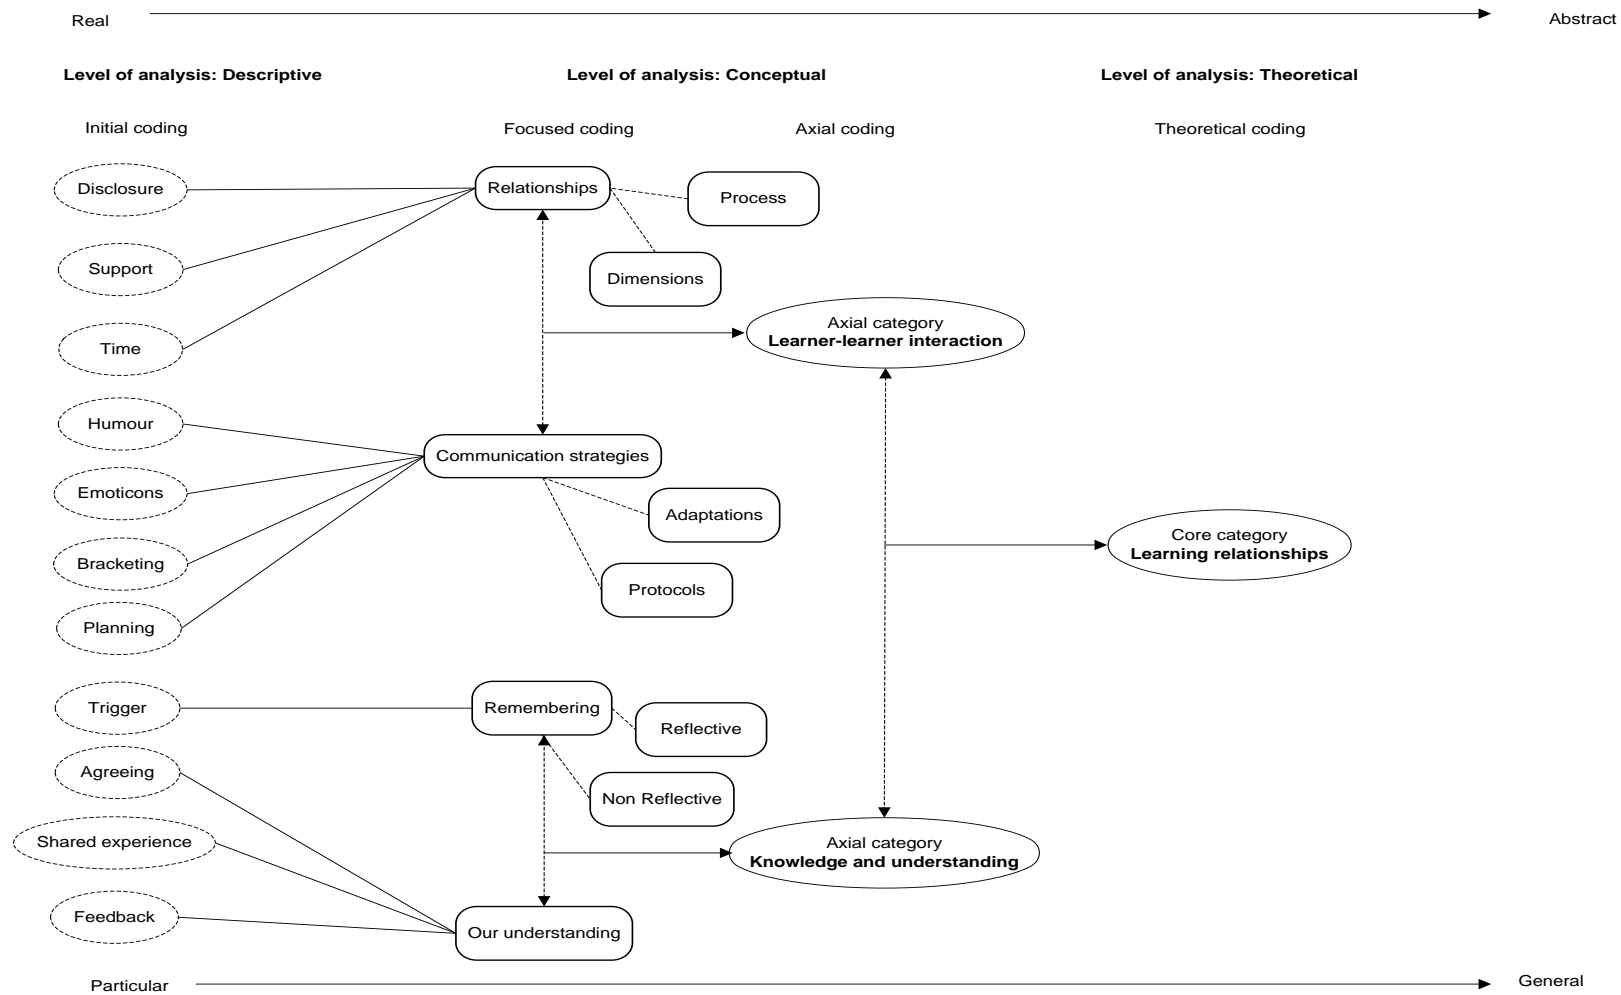 Real
Abstract
Level of analysis: Descriptive
Level of analysis: Conceptual
Level of analysis: Theoretical
Initial coding
Focused coding
Axial coding
Theoretical coding
Disclosure
Relationships
Process
Support
Dimensions
Time
Axial category
Learner-learner interaction
Humour
Communication strategies
Emoticons
Adaptations
Bracketing
Core category
Learning relationships
Protocols
Planning
Trigger
Remembering
Reflective
Agreeing
Non Reflective
Shared experience
Axial category
Knowledge and understanding
Feedback
Our understanding
Particular
General